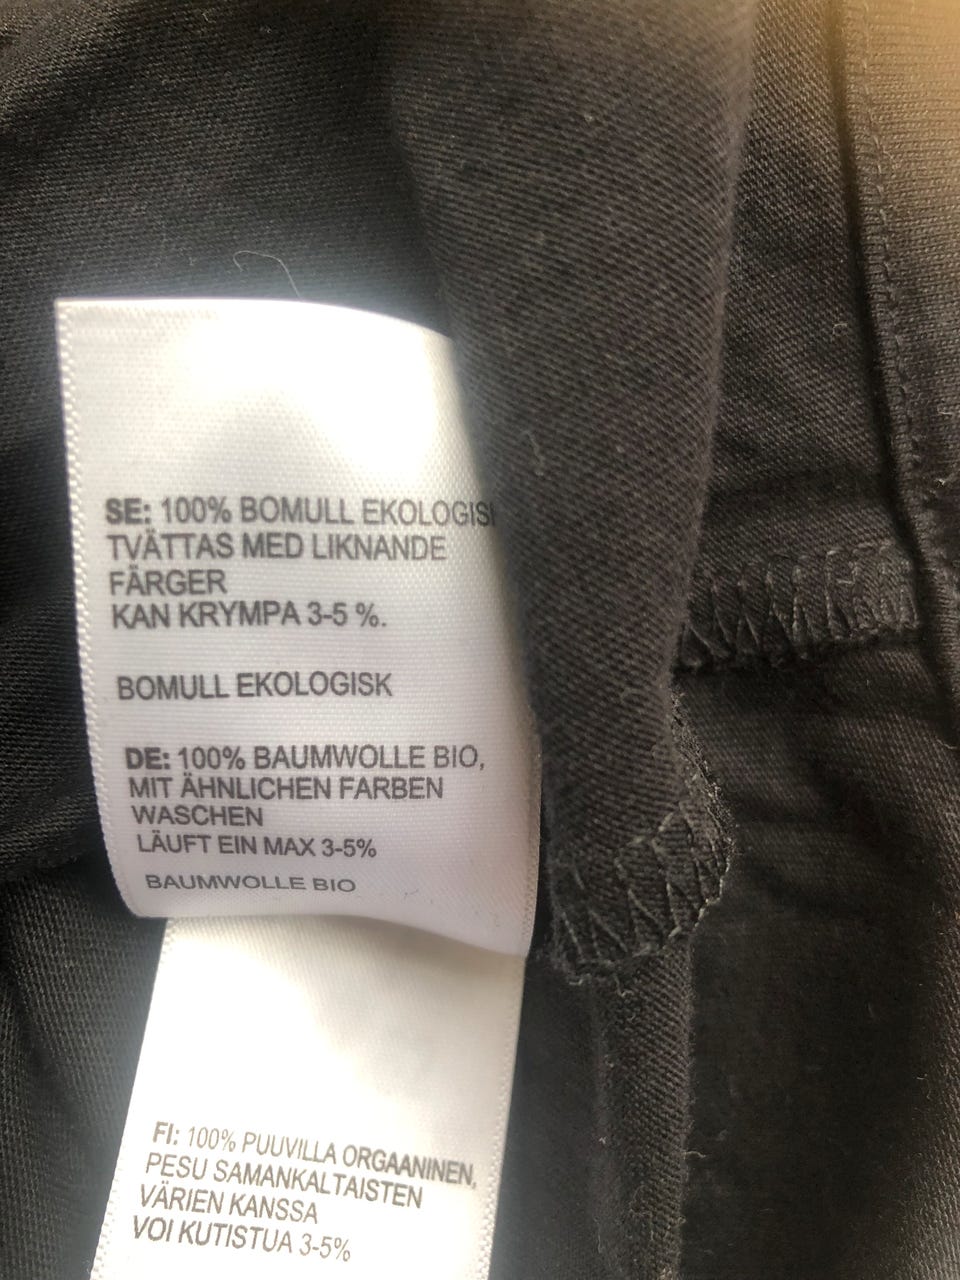 SE: 100% BOMULL EKOLOGISK
TVÄTTAS MED LIKNANDE
FÄRGER
KAN KRYMPA 3-5 %.
BOMULL EKOLOGISK
DE: 100% BAUMWOLLE BIO,
MIT ÄHNLICHEN FARBEN
WASCHEN
LÄUFT EIN MAX 3-5%
BAUMWOLLE BIO
FI: 100% PUUVILLA ORGAANINEN,
PESU SAMANKALTAISTEN
VÄRIEN KANSSA
VOI KUTISTUA 3-5%